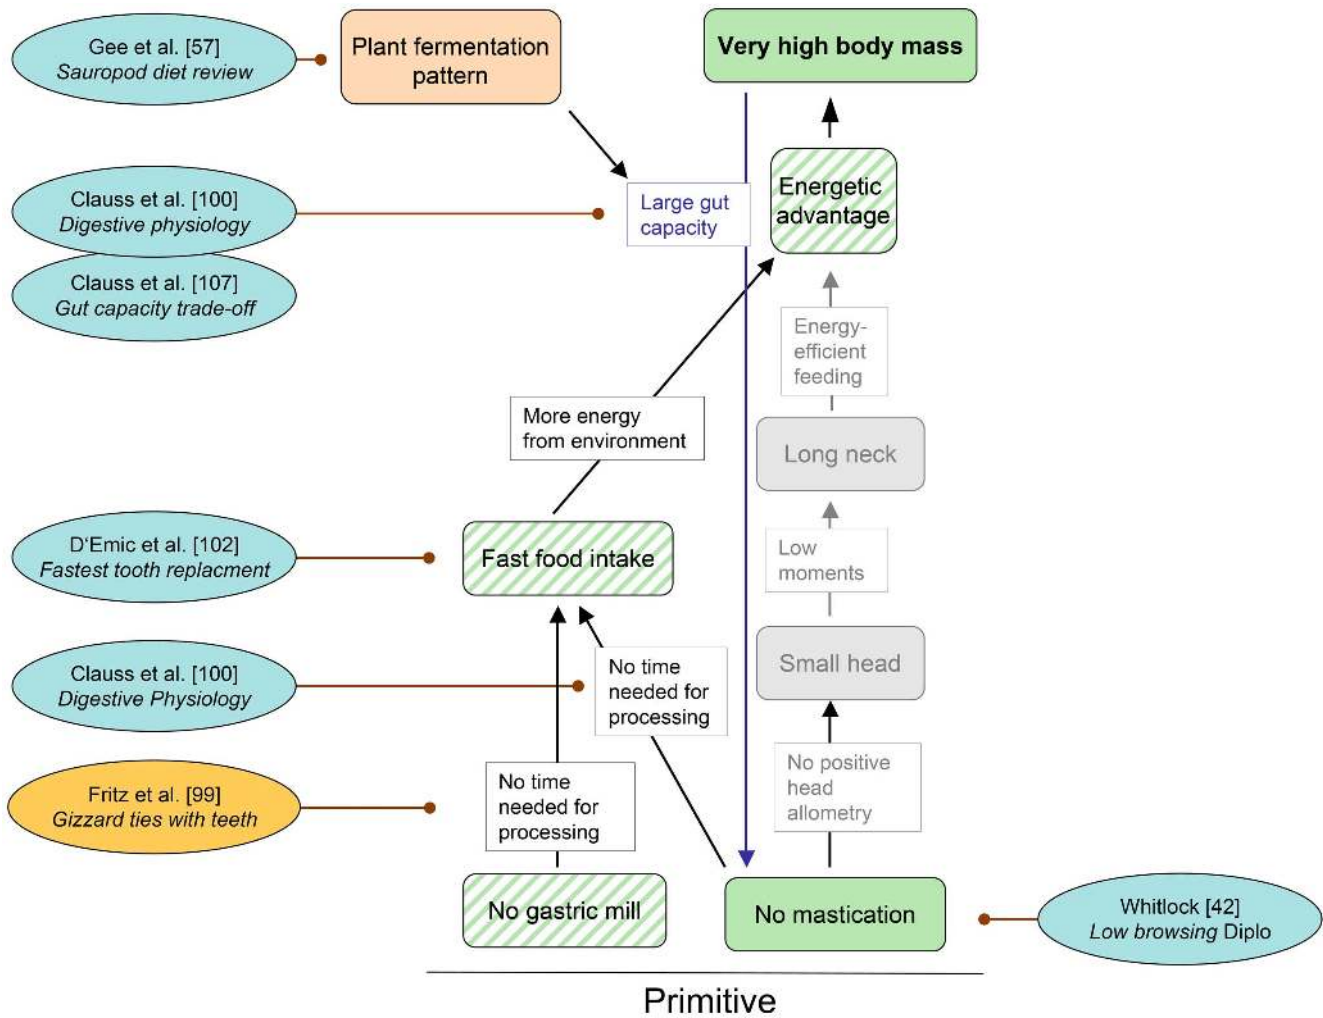 Gee et al. [57]
Sauropod diet review
Plant fermentation
pattern
Very high body mass
Clauss et al. [100]
Digestive physiology
Large gut
capacity
Energetic
advantage
Clauss et al. [107]
Gut capacity trade-off
Energy-
efficient
feeding
More energy
from environment
Long neck
D'Emic et al. [102]
Fastest tooth replacment
Fast food intake
Low
moments
Clauss et al. [100]
Digestive Physiology
No time
needed for
processing
Small head
Fritz et al. [99]
Gizzard ties with teeth
No time
needed for
processing
No positive
head
allometry
No gastric mill
No mastication
Whitlock [42]
Low browsing Diplo
Primitive